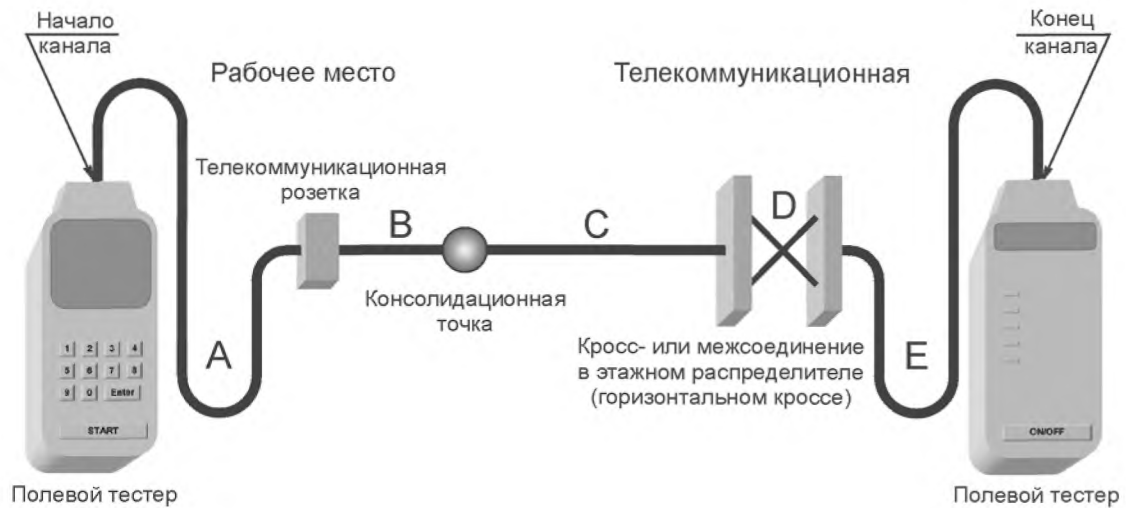 Начало
канала
Конец
канала
Рабочее место
Телекоммуникационная
Телекоммуникационная
розетка
B
C
D
Консолидационная
точка
A
Кросс- или межсоединение
в этажном распределителе
(горизонтальном кроссе)
E
1 2 3 4
5 6 7 8
9 0 Enter
START
ON/OFF
Полевой тестер
Полевой тестер